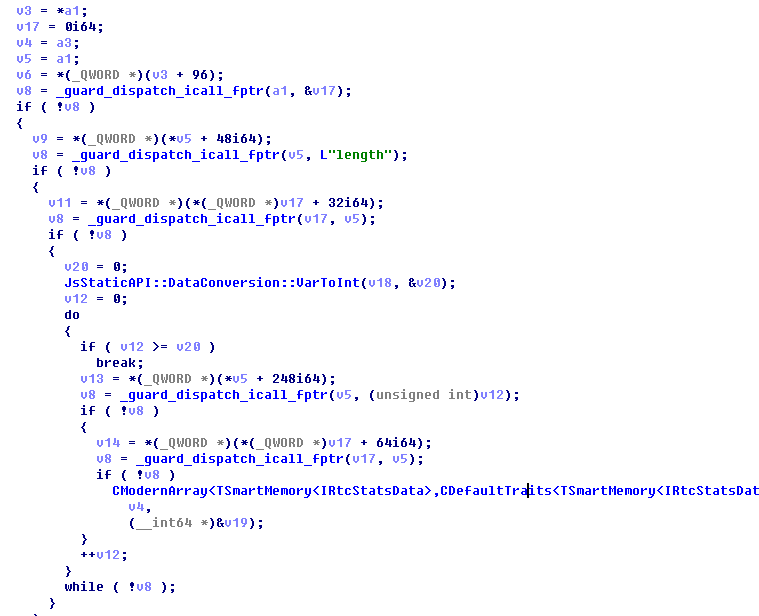 v3 = *a1;
v17 = 0i64;
v4 = a3;
v5 = a1;
v6 = *(_QWORD *)(v3 + 96);
v8 = _guard_dispatch_icall_fptr(a1, &v17);
if ( !v8 )
{
v9 = *(_QWORD *)(*v5 + 48i64);
v8 = _guard_dispatch_icall_fptr(v5, L"length");
if ( !v8 )
{
v11 = *(_QWORD *)(*(_QWORD *)v17 + 32i64);
v8 = _guard_dispatch_icall_fptr(v17, v5);
if ( !v8 )
{
v20 = 0;
JsStaticAPI::DataConversion::VarToInt(v18, &v20);
v12 = 0;
do
{
if ( v12 >= v20 )
break;
v13 = *(_QWORD *)(*v5 + 248i64);
v8 = _guard_dispatch_icall_fptr(v5, (unsigned int)v12);
if ( !v8 )
{
v14 = *(_QWORD *)(*(_QWORD *)v17 + 64i64);
v8 = _guard_dispatch_icall_fptr(v17, v5);
if ( !v8 )
CModernArray<TSmartMemory<IRtcStatsData>,CDefaultTraits<TSmartMemory<IRtcStatsDat
v4,
(__int64 *)&v19);
}
++v12;
}
while ( !v8 );
}